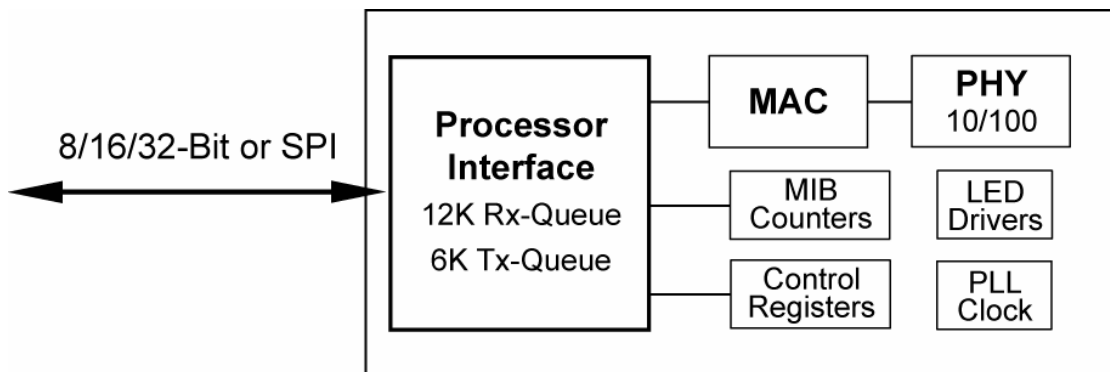 8/16/32-Bit or SPI
Processor
Interface
12K Rx-Queue
6K Tx-Queue
MAC
PHY
10/100
MIB
Counters
LED
Drivers
Control
Registers
PLL
Clock